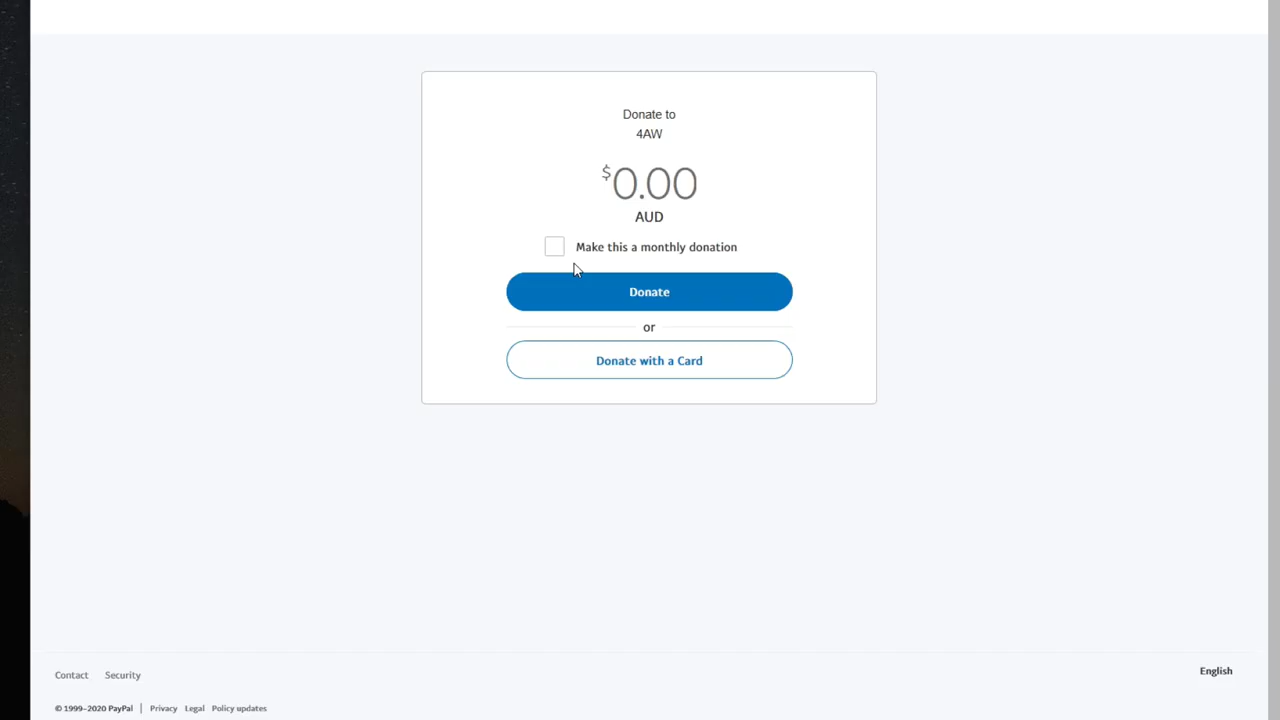 Donate to
4AW
$0.00
AUD
Make this a monthly donation
Donate
or
Donate with a Card
Contact Security
English
© 1999-2020 PayPal | Privacy Legal Policy updates